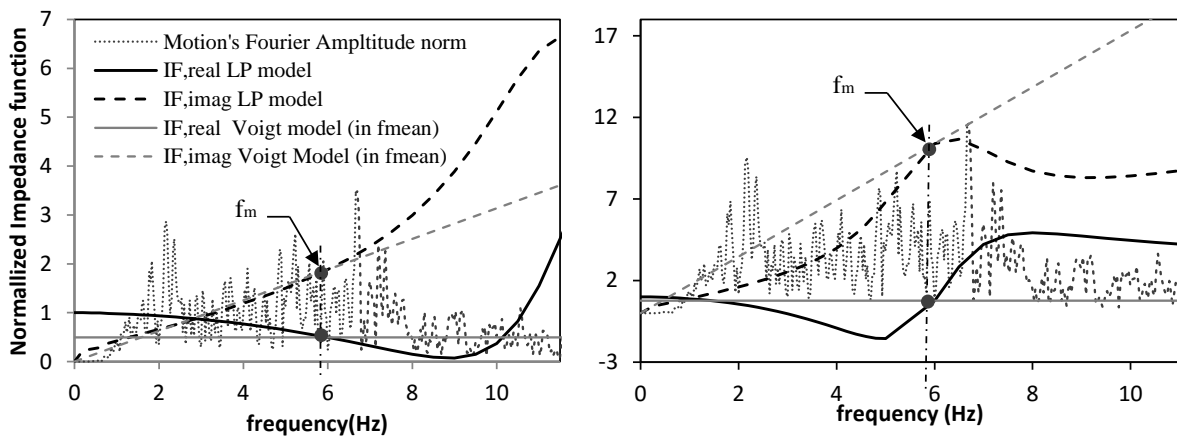 Normallized Impedance function
7
6
5
4
3
2
1
0
Motion's Fourier Ampltitude norm
IF,real LP model
IF,imag LP model
IF,real Voigt model (in fmean)
IF,imag Voigt Model (in fmean)
fm
0 2 4 6 8 10
frequency(Hz)
17
12
7
2
-3
fm
0 2 4 6 8 10
frequency (Hz)